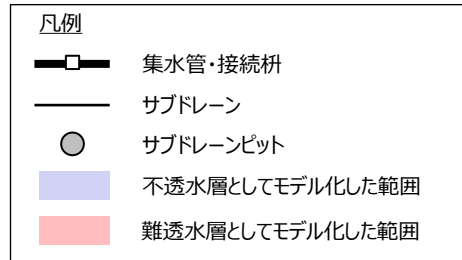 凡例
集水管・接続枡
サブドレーン
サブドレーンピット
不透水層としてモデル化した範囲
難透水層としてモデル化した範囲